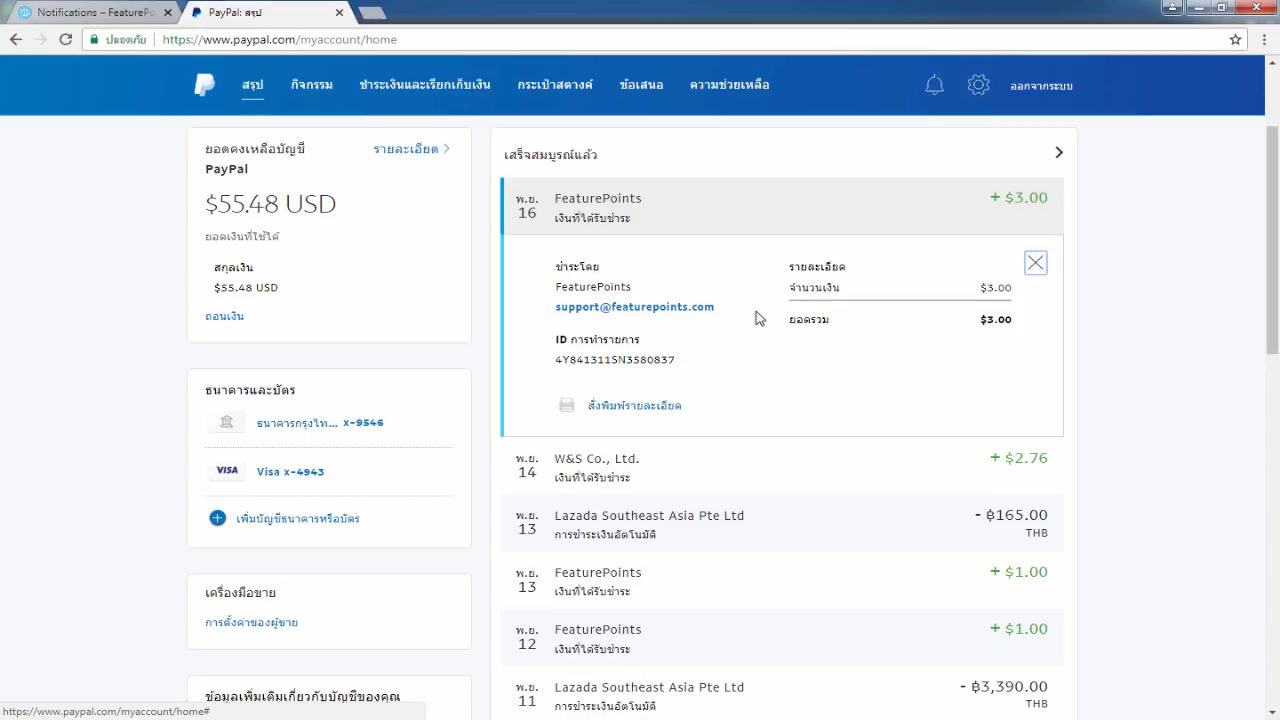 Notifications – FeaturePo
PayPal: สรุป
ปลอดภัย
https://www.paypal.com/myaccount/home
สรุป
กิจกรรม
ชำระเงินและเรียกเก็บเงิน
กระเป๋าสตางค์
ข้อเสนอ
ความช่วยเหลือ
ออกจากระบบ
ยอดคงเหลือบัญชี
PayPal
รายละเอียด
$55.48 USD
ยอดเงินที่ใช้ได้
สกุลเงิน
$55.48 USD
ถอนเงิน
ธนาคารและบัตร
ธนาคารกรุงไท... x-9546
VISA
Visa x-4943
เพิ่มบัญชีธนาคารหรือบัตร
เครื่องมือขาย
การตั้งค่าของผู้ขาย
ข้อมูลเพิ่มเติมเกี่ยวกับบัญชีของคุณ
เสร็จสมบูรณ์แล้ว
พ.ย.
16
FeaturePoints
เงินที่ได้รับชำระ
+ $3.00
ชำระโดย
FeaturePoints
support@featurepoints.com
ID การทำรายการ
4Y841311SN3580837
สั่งพิมพ์รายละเอียด
รายละเอียด
จำนวนเงิน $3.00
ยอดรวม $3.00
พ.ย.
14
W&S Co., Ltd.
เงินที่ได้รับชำระ
+ $2.76
พ.ย.
13
Lazada Southeast Asia Pte Ltd
การชำระเงินอัตโนมัติ
- ฿165.00
THB
พ.ย.
13
FeaturePoints
เงินที่ได้รับชำระ
+ $1.00
พ.ย.
12
FeaturePoints
เงินที่ได้รับชำระ
+ $1.00
พ.ย.
11
Lazada Southeast Asia Pte Ltd
การชำระเงินอัตโนมัติ
- ฿3,390.00
THB
https://www.paypal.com/myaccount/home#